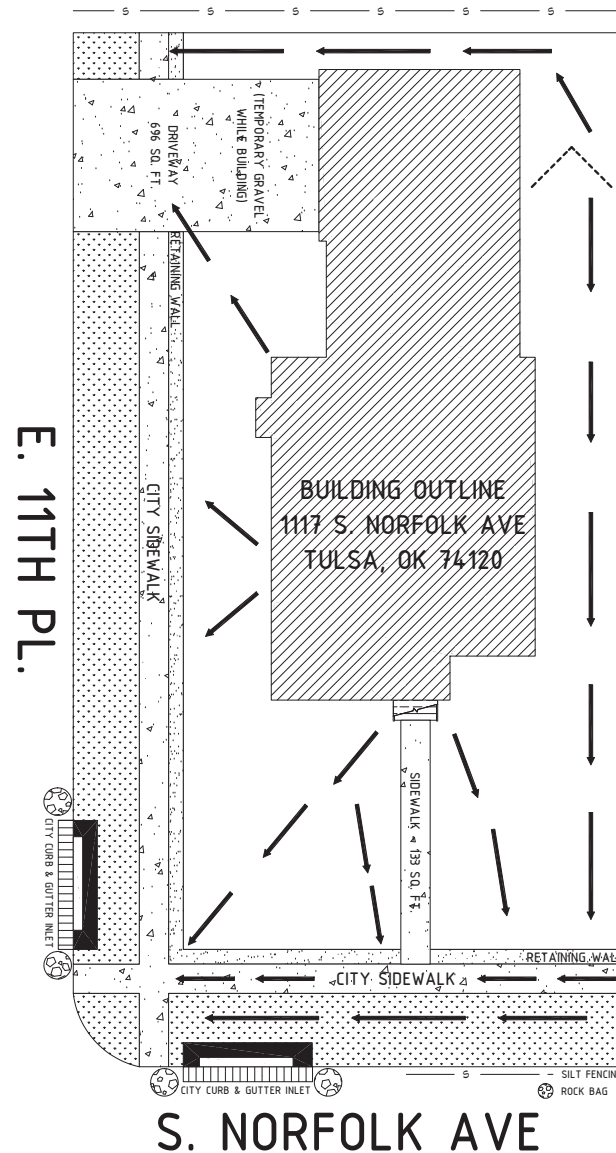 S
S
S
S
(TEMPORARY GRAVEL
WHILE BUILDING)
DRIVEWAY
696 SQ. FT
RETAINING WALL
E. 11TH PL.
CITY SIDEWALK
BUILDING OUTLINE
1117 S. NORFOLK AVE
TULSA, OK 74120
SIDEWALK = 133 SQ. FT.
CITY CURB & GUTTER INLET
RETAINING WAL
CITY SIDEWALK
CITY CURB & GUTTER INLET
S
SILT FENCIN
ROCK BAG
S. NORFOLK AVE